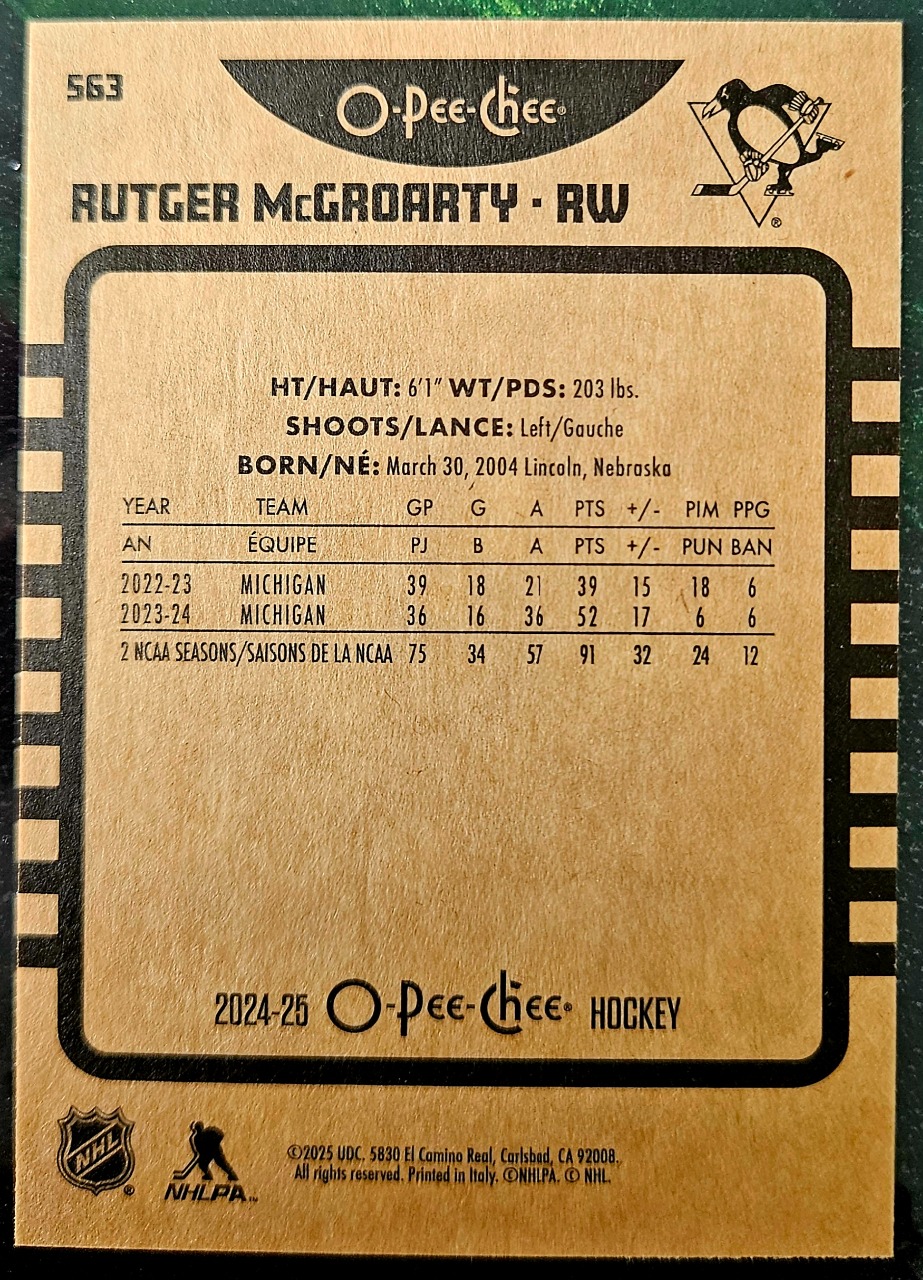 563
O-Pee-Chee®
RUTGER McGROARTY · RW
®
HT/HAUT: 6'1" WT/PDS: 203 lbs.
SHOOTS/LANCE: Left/Gauche
BORN/NÉ: March 30, 2004 Lincoln, Nebraska
YEAR TEAM GP G A PTS +/- PIM PPG
AN ÉQUIPE PJ B A PTS +/- PUN BAN
2022-23 MICHIGAN 39 18 21 39 15 18 6
2023-24 MICHIGAN 36 16 36 52 17 6 6
2 NCAA SEASONS/SAISONS DE LA NCAA 75 34 57 91 32 24 12
2024-25 O-Pee-Chee® HOCKEY
NHL ®
NHLPA™
©2025 UDC. 5830 El Camino Real, Carlsbad, CA 92008.
All rights reserved. Printed in Italy. ©NHLPA. © NHL.